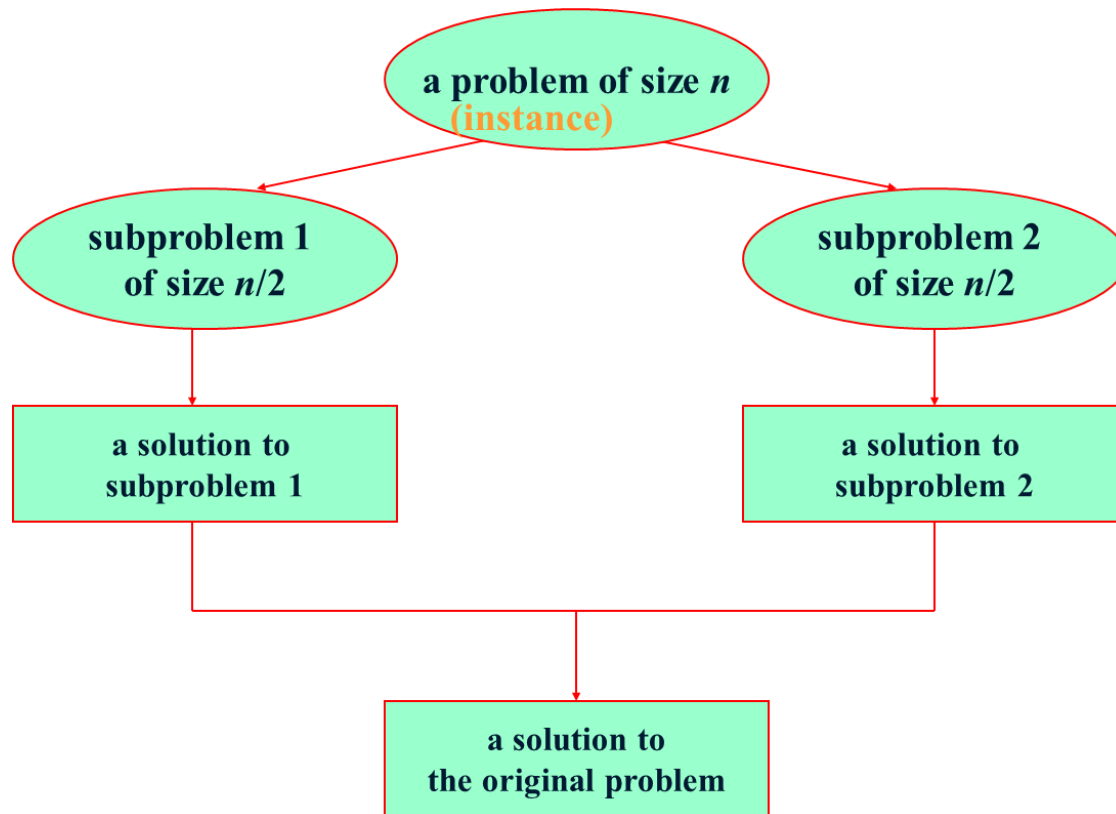 a problem of size n
(instance)
subproblem 1
of size n/2
subproblem 2
of size n/2
a solution to
subproblem 1
a solution to
subproblem 2
a solution to
the original problem